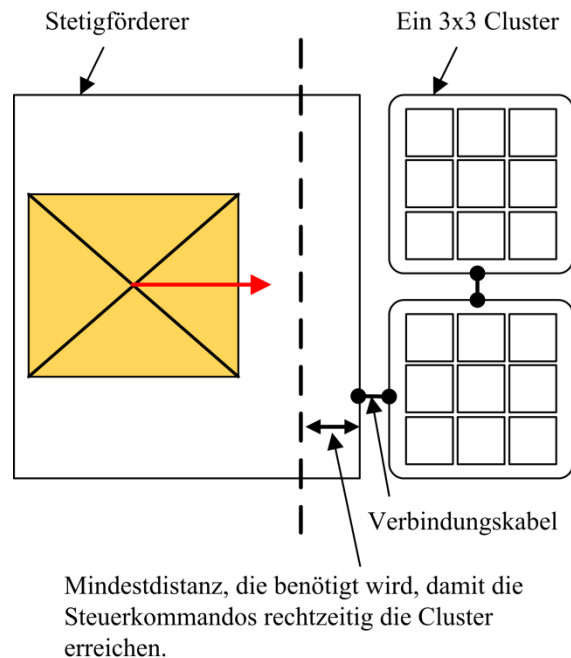 Stetigförderer
Ein 3x3 Cluster
Verbindungskabel
Mindestdistanz, die benötigt wird, damit die
Steuerkommandos rechtzeitig die Cluster
erreichen.